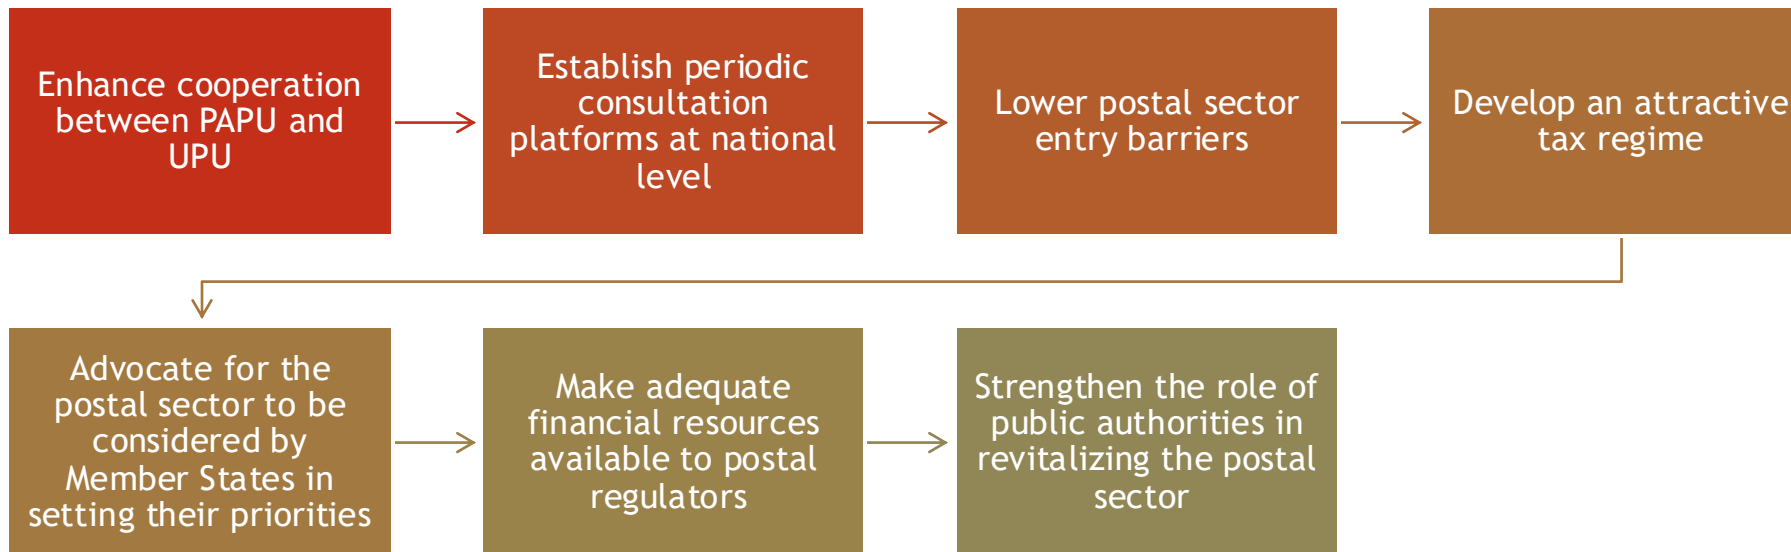 Enhance cooperation
between PAPU and
UPU
Establish periodic
consultation
platforms at national
level
Lower postal sector
entry barriers
Develop an attractive
tax regime
Advocate for the
postal sector to be
considered by
Member States in
setting their priorities
Make adequate
financial resources
available to postal
regulators
Strengthen the role of
public authorities in
revitalizing the postal
sector